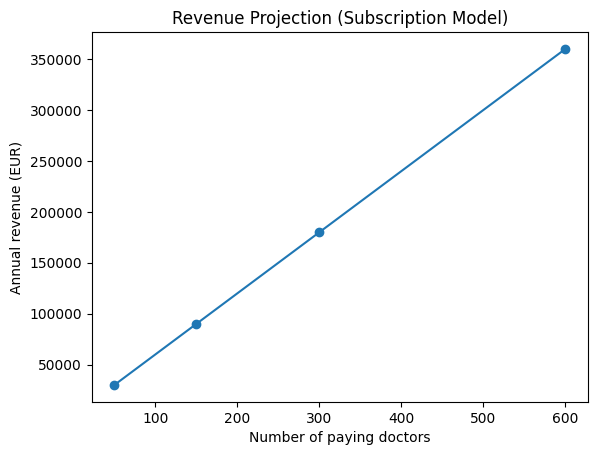 Revenue Projection (Subscription Model)
350000
300000
250000
200000
150000
100000
50000
Annual revenue (EUR)
100 200 300 400 500 600
Number of paying doctors